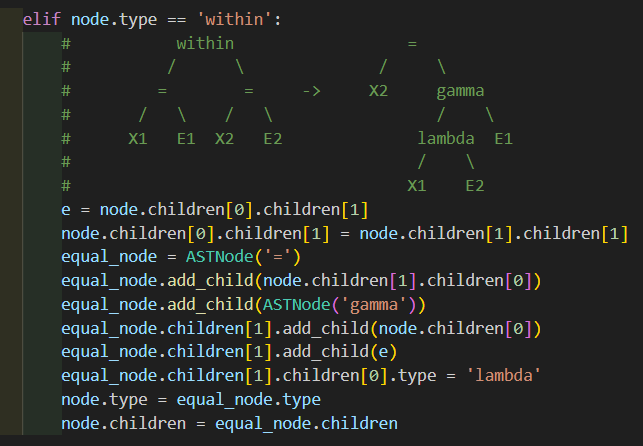 elif node.type == 'within':
#           within                  =
#          /      \              /     \
#         =        =     ->     X2    gamma
#       /   \    /   \                /    \
#      X1   E1  X2   E2             lambda  E1
#                                   /    \
#                                  X1    E2
e = node.children[0].children[1]
node.children[0].children[1] = node.children[1].children[1]
equal_node = ASTNode('=')
equal_node.add_child(node.children[1].children[0])
equal_node.add_child(ASTNode('gamma'))
equal_node.children[1].add_child(node.children[0])
equal_node.children[1].add_child(e)
equal_node.children[1].children[0].type = 'lambda'
node.type = equal_node.type
node.children = equal_node.children